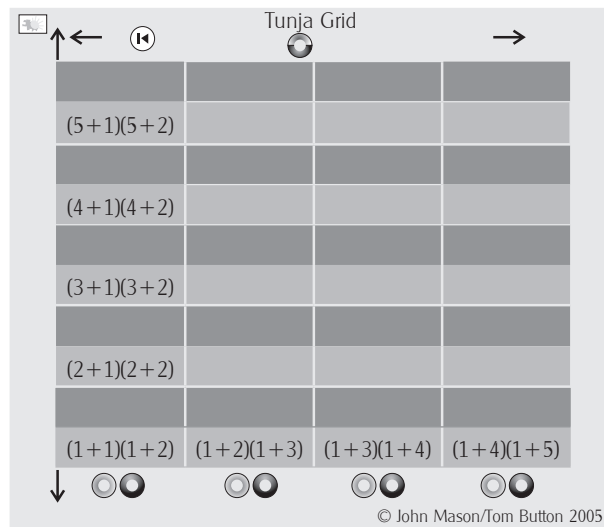 Tunja Grid
(5+1)(5+2)
(4+1)(4+2)
(3+1)(3+2)
(2+1)(2+2)
(1+1)(1+2) (1+2)(1+3) (1+3)(1+4) (1+4)(1+5)
© John Mason/Tom Button 2005